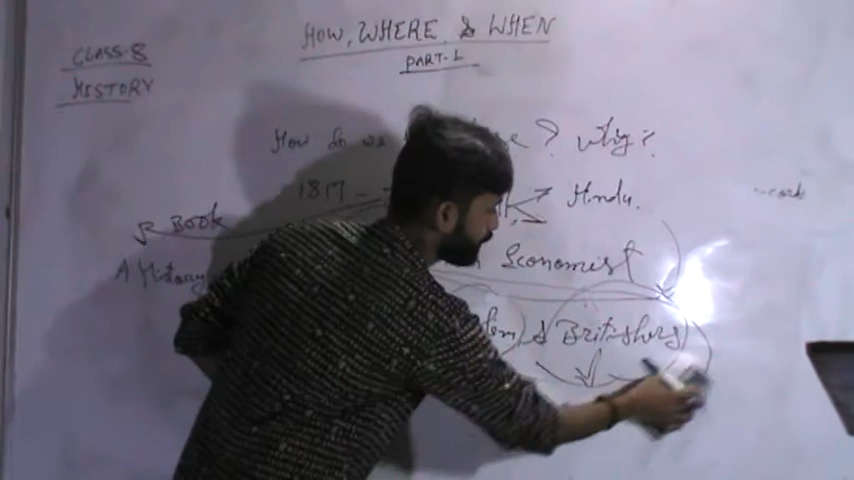 CLASS-8
HISTORY
HOW, WHERE & WHEN
PART-1
How do we ? Why?
1817 - Hindu.
Book
A History
Economist
& Britishers)